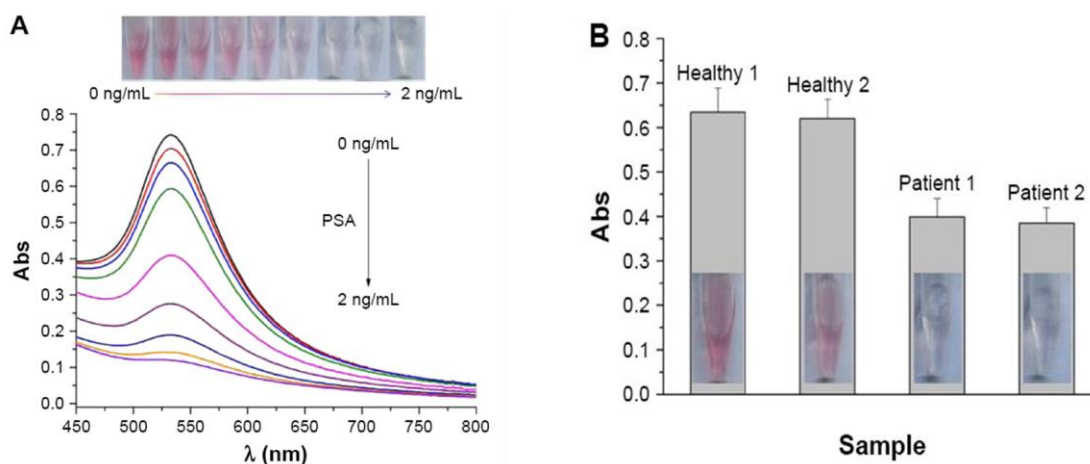 A
0 ng/mL
2 ng/mL
0.8
0.7
0.6
0.5
0.4
0.3
0.2
0.1
0.0
Abs
0 ng/mL
PSA
2 ng/mL
450 500 550 600 650 700 750 800
λ (nm)
B
0.8
0.7
0.6
0.5
0.4
0.3
0.2
0.1
0.0
Abs
Healthy 1
Healthy 2
Patient 1
Patient 2
Sample